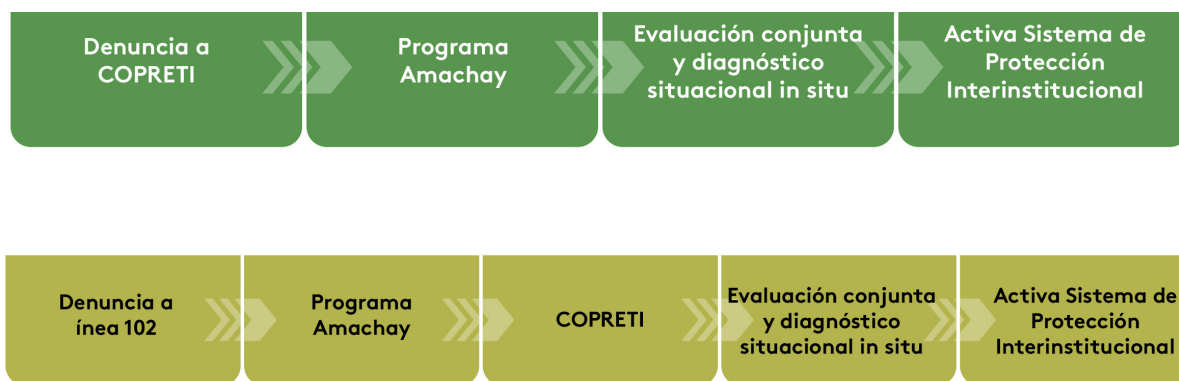 Denuncia a
COPRETI
Programa
Amachay
Evaluación conjunta
y diagnóstico
situacional in situ
Activa Sistema de
Protección
Interinstitucional
Denuncia a
ínea 102
Programa
Amachay
COPRETI
Evaluación conjunta
y diagnóstico
situacional in situ
Activa Sistema de
Protección
Interinstitucional